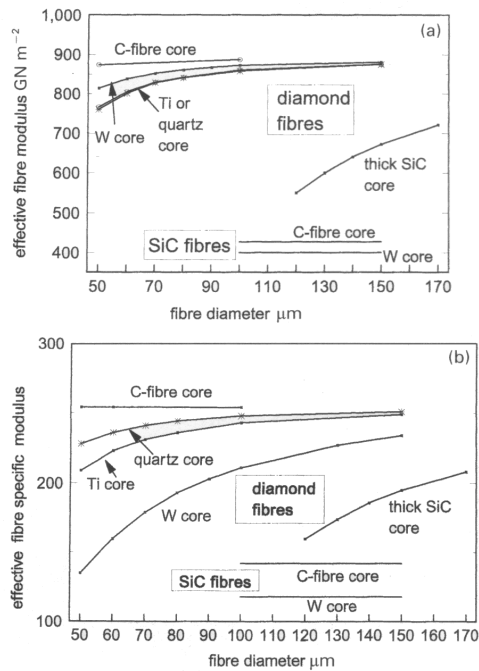 (a)
effective fibre modulus GN m⁻²
1,000
900
800
700
600
500
400
C-fibre core
W core
Ti or
quartz
core
diamond
fibres
thick SiC
core
SiC fibres
C-fibre core
W core
50 70 90 110 130 150 170
fibre diameter μm
(b)
effective fibre specific modulus
300
200
100
C-fibre core
quartz core
Ti core
W core
diamond
fibres
thick SiC
core
SiC fibres
C-fibre core
W core
50 60 70 80 90 100 110 120 130 140 150 160 170
fibre diameter μm